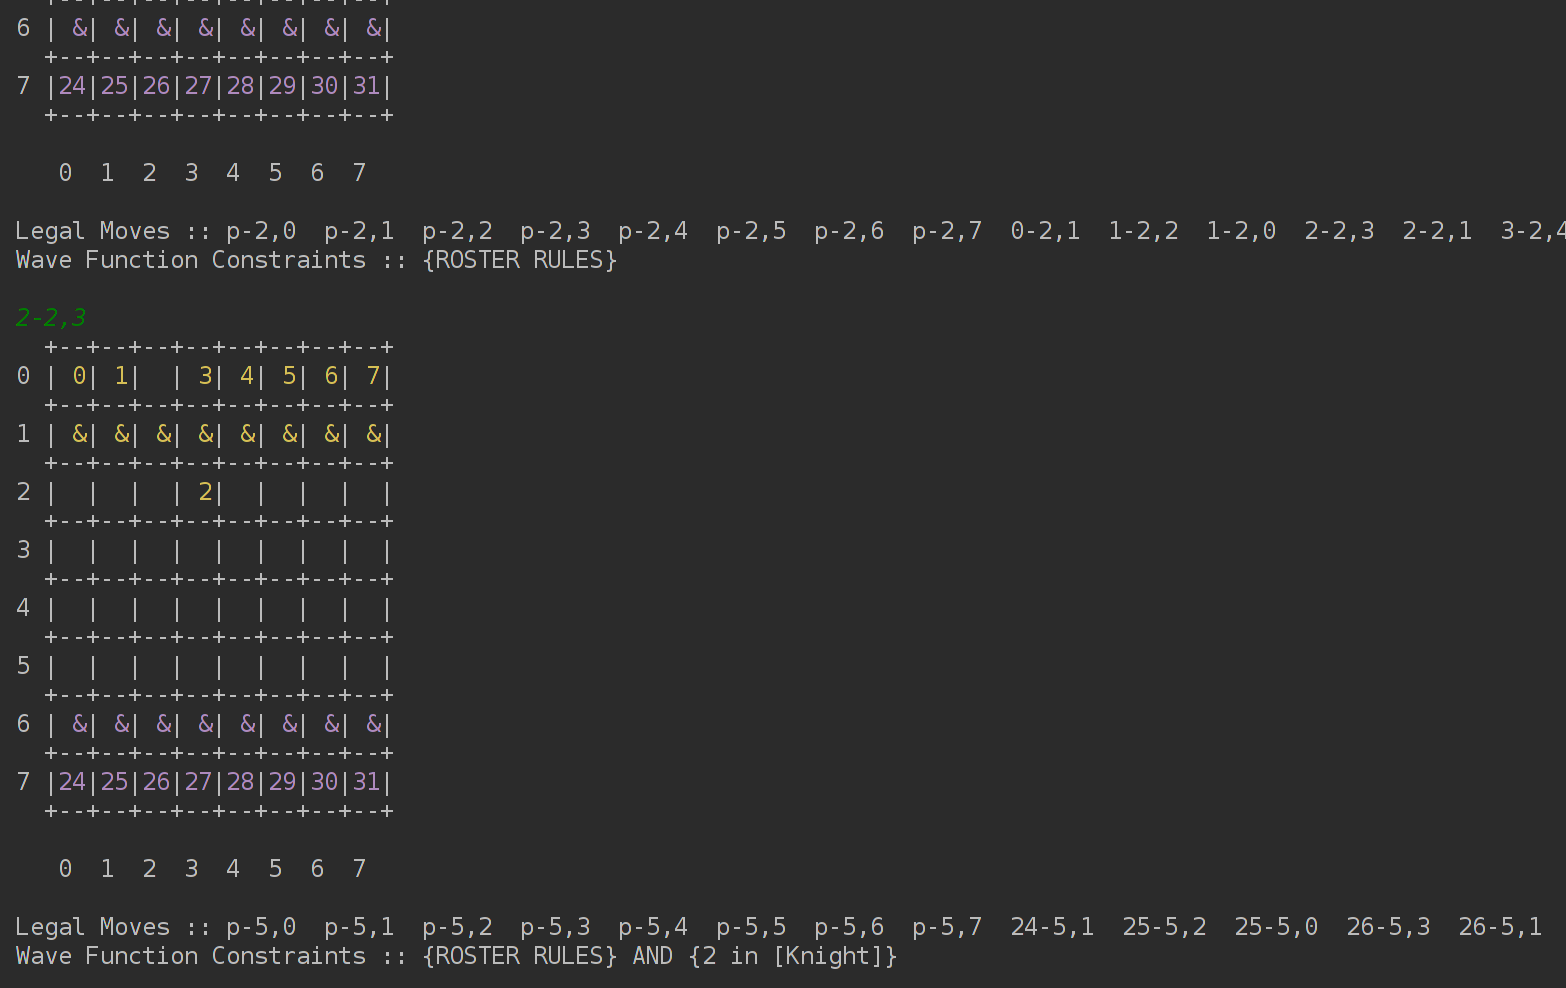 +--+--+--+--+--+--+--+--+
6 | &| &| &| &| &| &| &| &|
+--+--+--+--+--+--+--+--+
7 |24|25|26|27|28|29|30|31|
+--+--+--+--+--+--+--+--+
0  1  2  3  4  5  6  7
Legal Moves :: p-2,0  p-2,1  p-2,2  p-2,3  p-2,4  p-2,5  p-2,6  p-2,7  0-2,1  1-2,2  1-2,0  2-2,3  2-2,1  3-2,4
Wave Function Constraints :: {ROSTER RULES}
2-2,3
+--+--+--+--+--+--+--+--+
0 | 0| 1|  | 3| 4| 5| 6| 7|
+--+--+--+--+--+--+--+--+
1 | &| &| &| &| &| &| &| &|
+--+--+--+--+--+--+--+--+
2 |  |  |  | 2|  |  |  |  |
+--+--+--+--+--+--+--+--+
3 |  |  |  |  |  |  |  |  |
+--+--+--+--+--+--+--+--+
4 |  |  |  |  |  |  |  |  |
+--+--+--+--+--+--+--+--+
5 |  |  |  |  |  |  |  |  |
+--+--+--+--+--+--+--+--+
6 | &| &| &| &| &| &| &| &|
+--+--+--+--+--+--+--+--+
7 |24|25|26|27|28|29|30|31|
+--+--+--+--+--+--+--+--+
0  1  2  3  4  5  6  7
Legal Moves :: p-5,0  p-5,1  p-5,2  p-5,3  p-5,4  p-5,5  p-5,6  p-5,7  24-5,1  25-5,2  25-5,0  26-5,3  26-5,1
Wave Function Constraints :: {ROSTER RULES} AND {2 in [Knight]}